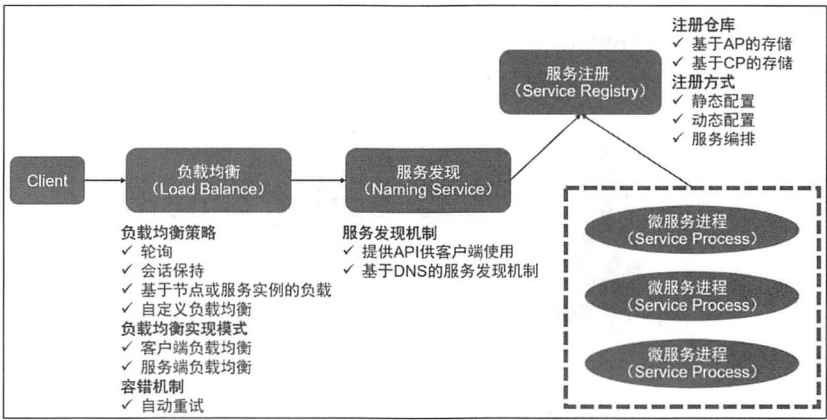 Client
负载均衡
（Load Balance）
负载均衡策略
✓ 轮询
✓ 会话保持
✓ 基于节点或服务实例的负载
✓ 自定义负载均衡
负载均衡实现模式
✓ 客户端负载均衡
✓ 服务端负载均衡
容错机制
✓ 自动重试
服务发现
（Naming Service）
服务发现机制
✓ 提供API供客户端使用
✓ 基于DNS的服务发现机制
服务注册
（Service Registry）
注册仓库
✓ 基于AP的存储
✓ 基于CP的存储
注册方式
✓ 静态配置
✓ 动态配置
✓ 服务编排
微服务进程
（Service Process）
微服务进程
（Service Process）
微服务进程
（Service Process）